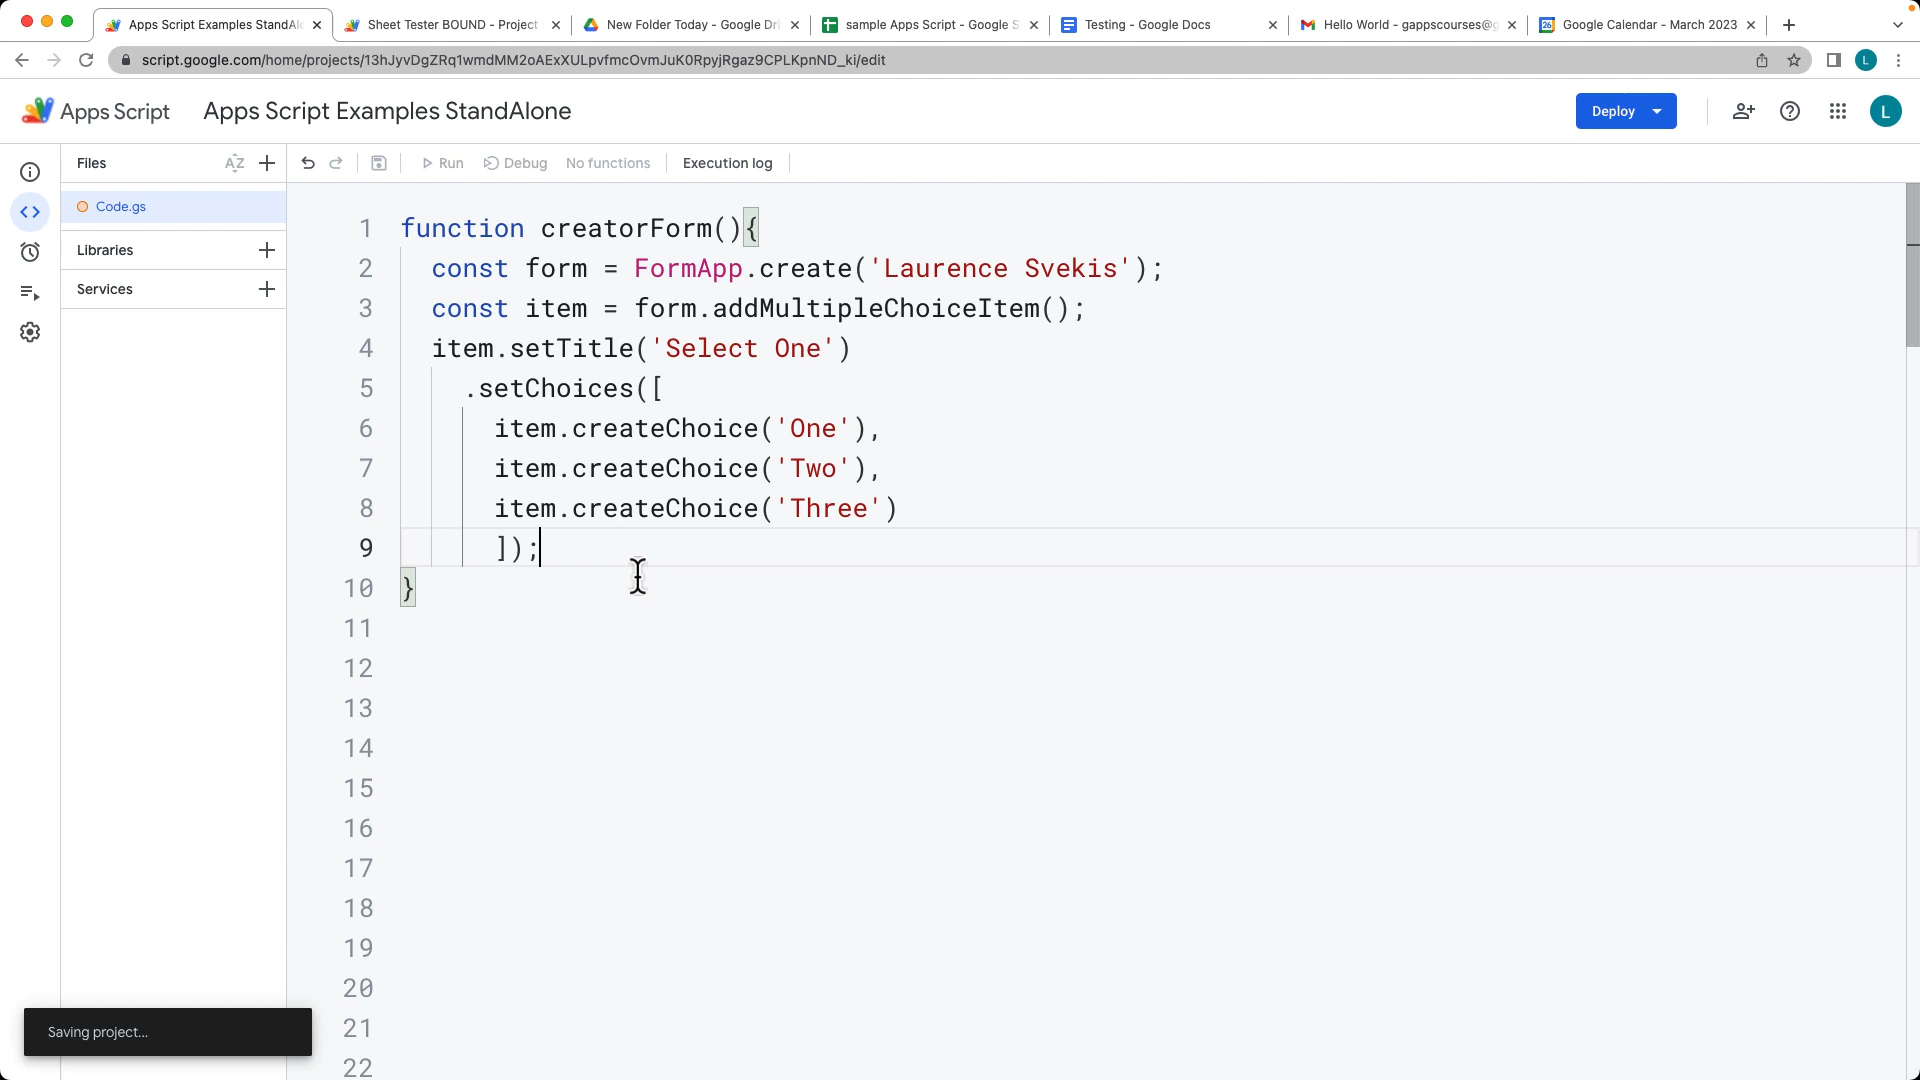 Apps Script Examples StandAlo
Sheet Tester BOUND - Project
New Folder Today - Google Dri
sample Apps Script - Google S
Testing - Google Docs
Hello World - gappscourses@g
Google Calendar - March 2023
script.google.com/home/projects/13hJyvDgZRq1wmdMM2oAExXULpvfmcOvmJuK0RpyjRgaz9CPLKpnND_ki/edit
L
Apps Script
Apps Script Examples StandAlone
Deploy
L
Files
AZ
Run
Debug
No functions
Execution log
Code.gs
Libraries
Services
1 function creatorForm(){
2 const form = FormApp.create('Laurence Svekis');
3 const item = form.addMultipleChoiceItem();
4 item.setTitle('Select One')
5 .setChoices([
6 item.createChoice('One'),
7 item.createChoice('Two'),
8 item.createChoice('Three')
9 ]);
10 }
11
12
13
14
15
16
17
18
19
20
21
22
Saving project...